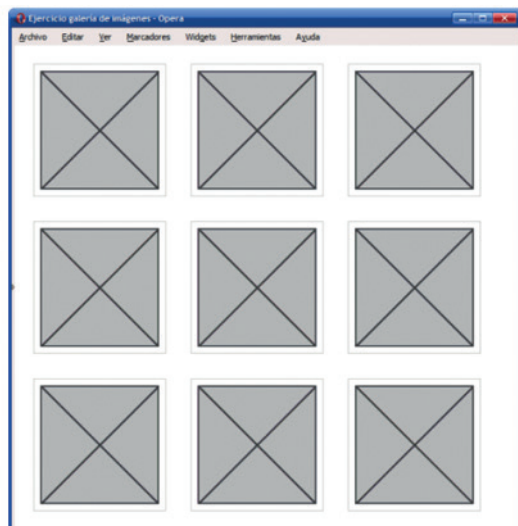 Ejercicio galería de imágenes - Opera
Archivo Editar Ver Marcadores Widgets Herramientas Ayuda